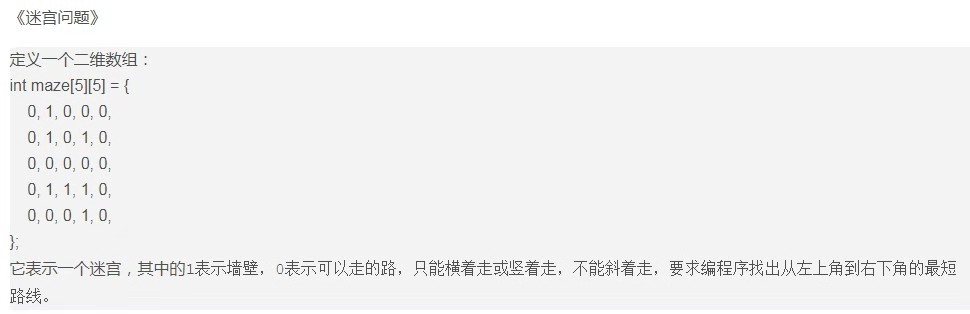 《迷宫问题》
定义一个二维数组：
int maze[5][5] = {
0, 1, 0, 0, 0,
0, 1, 0, 1, 0,
0, 0, 0, 0, 0,
0, 1, 1, 1, 0,
0, 0, 0, 1, 0,
};
它表示一个迷宫，其中的1表示墙壁，0表示可以走的路，只能横着走或竖着走，不能斜着走，要求编程序找出从左上角到右下角的最短
路线。